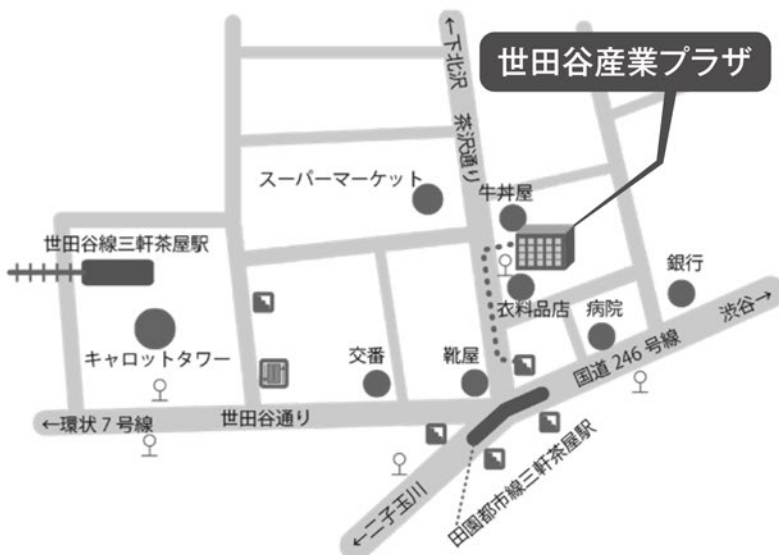 ←下北沢
世田谷産業プラザ
茶沢通り
スーパーマーケット
牛丼屋
世田谷線三軒茶屋駅
銀行
衣料品店
病院
渋谷→
キャロットタワー
交番
靴屋
国道246号線
←環状7号線
世田谷通り
←二子玉川
田園都市線三軒茶屋駅